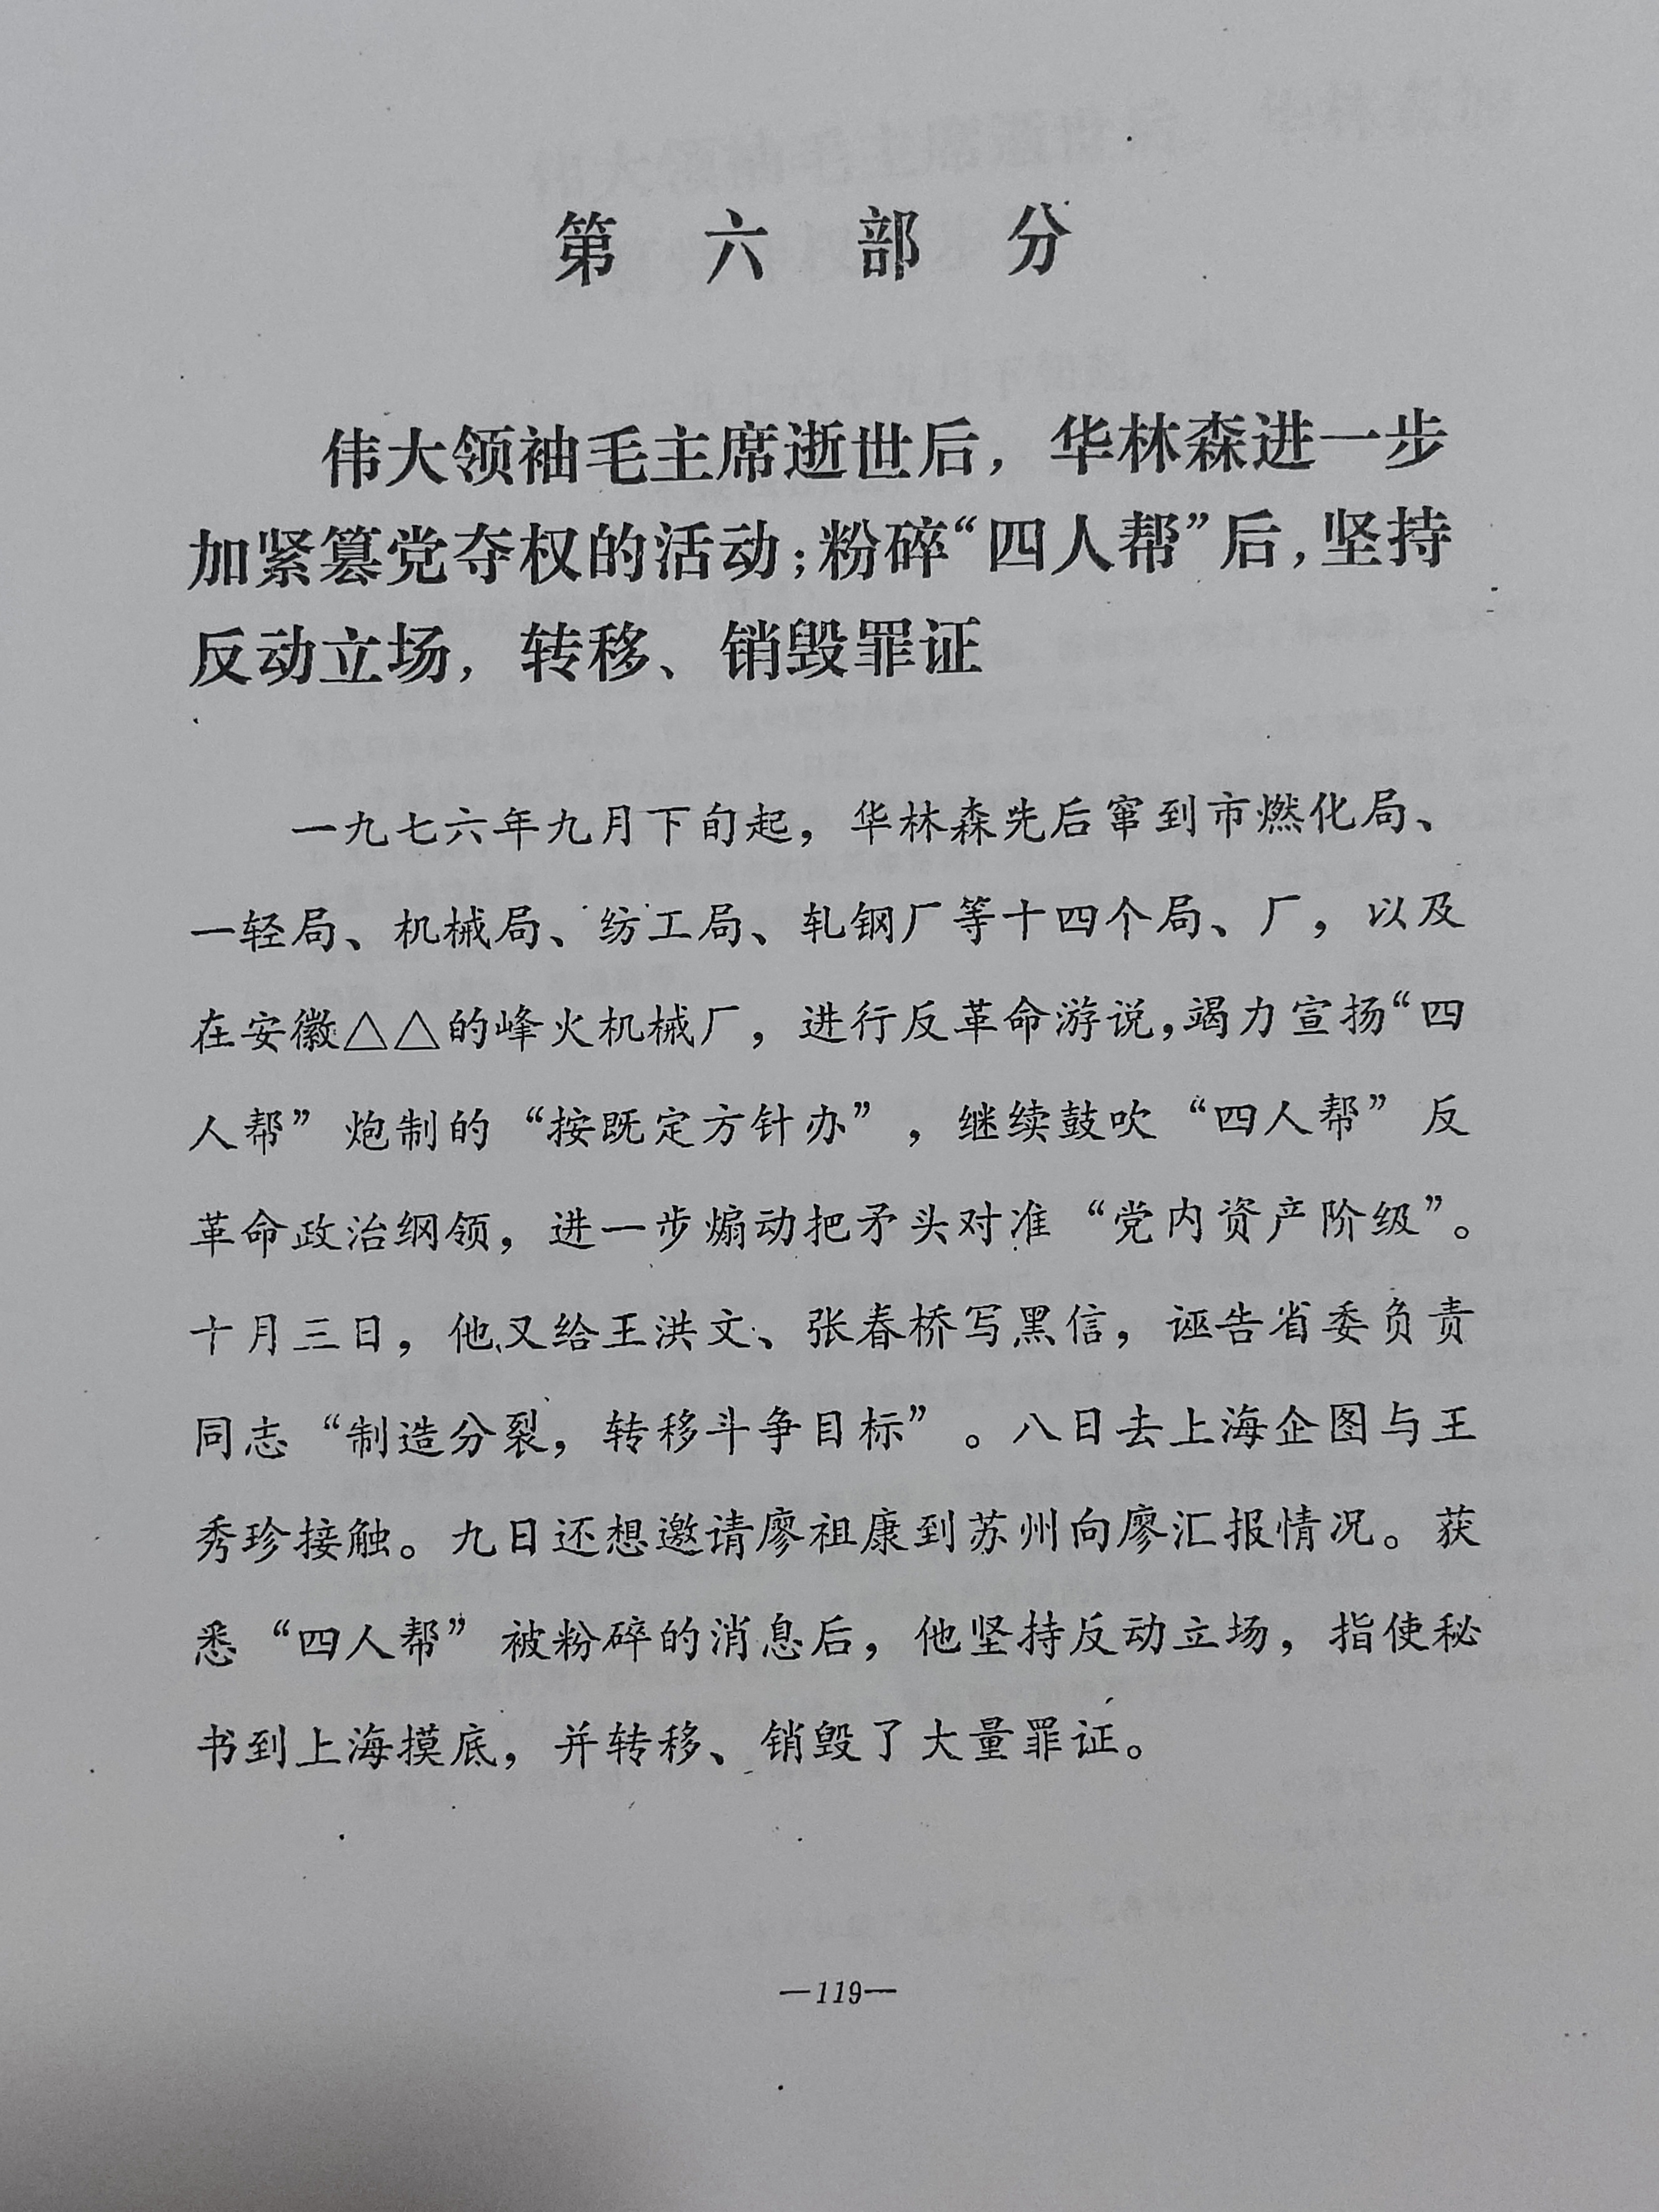 第六部分
伟大领袖毛主席逝世后，华林森进一步
加紧篡党夺权的活动；粉碎“四人帮”后，坚持
反动立场，转移、销毁罪证
一九七六年九月下旬起，华林森先后窜到市燃化局、
一轻局、机械局、纺工局、轧钢厂等十四个局、厂，以及
在安徽△△的峰火机械厂，进行反革命游说，竭力宣扬“四
人帮”炮制的“按既定方针办”，继续鼓吹“四人帮”反
革命政治纲领，进一步煽动把矛头对准“党内资产阶级”。
十月三日，他又给王洪文、张春桥写黑信，诬告省委负责
同志“制造分裂，转移斗争目标”。八日去上海企图与王
秀珍接触。九日还想邀请廖祖康到苏州向廖汇报情况。获
悉“四人帮”被粉碎的消息后，他坚持反动立场，指使秘
书到上海摸底，并转移、销毁了大量罪证。
—119—